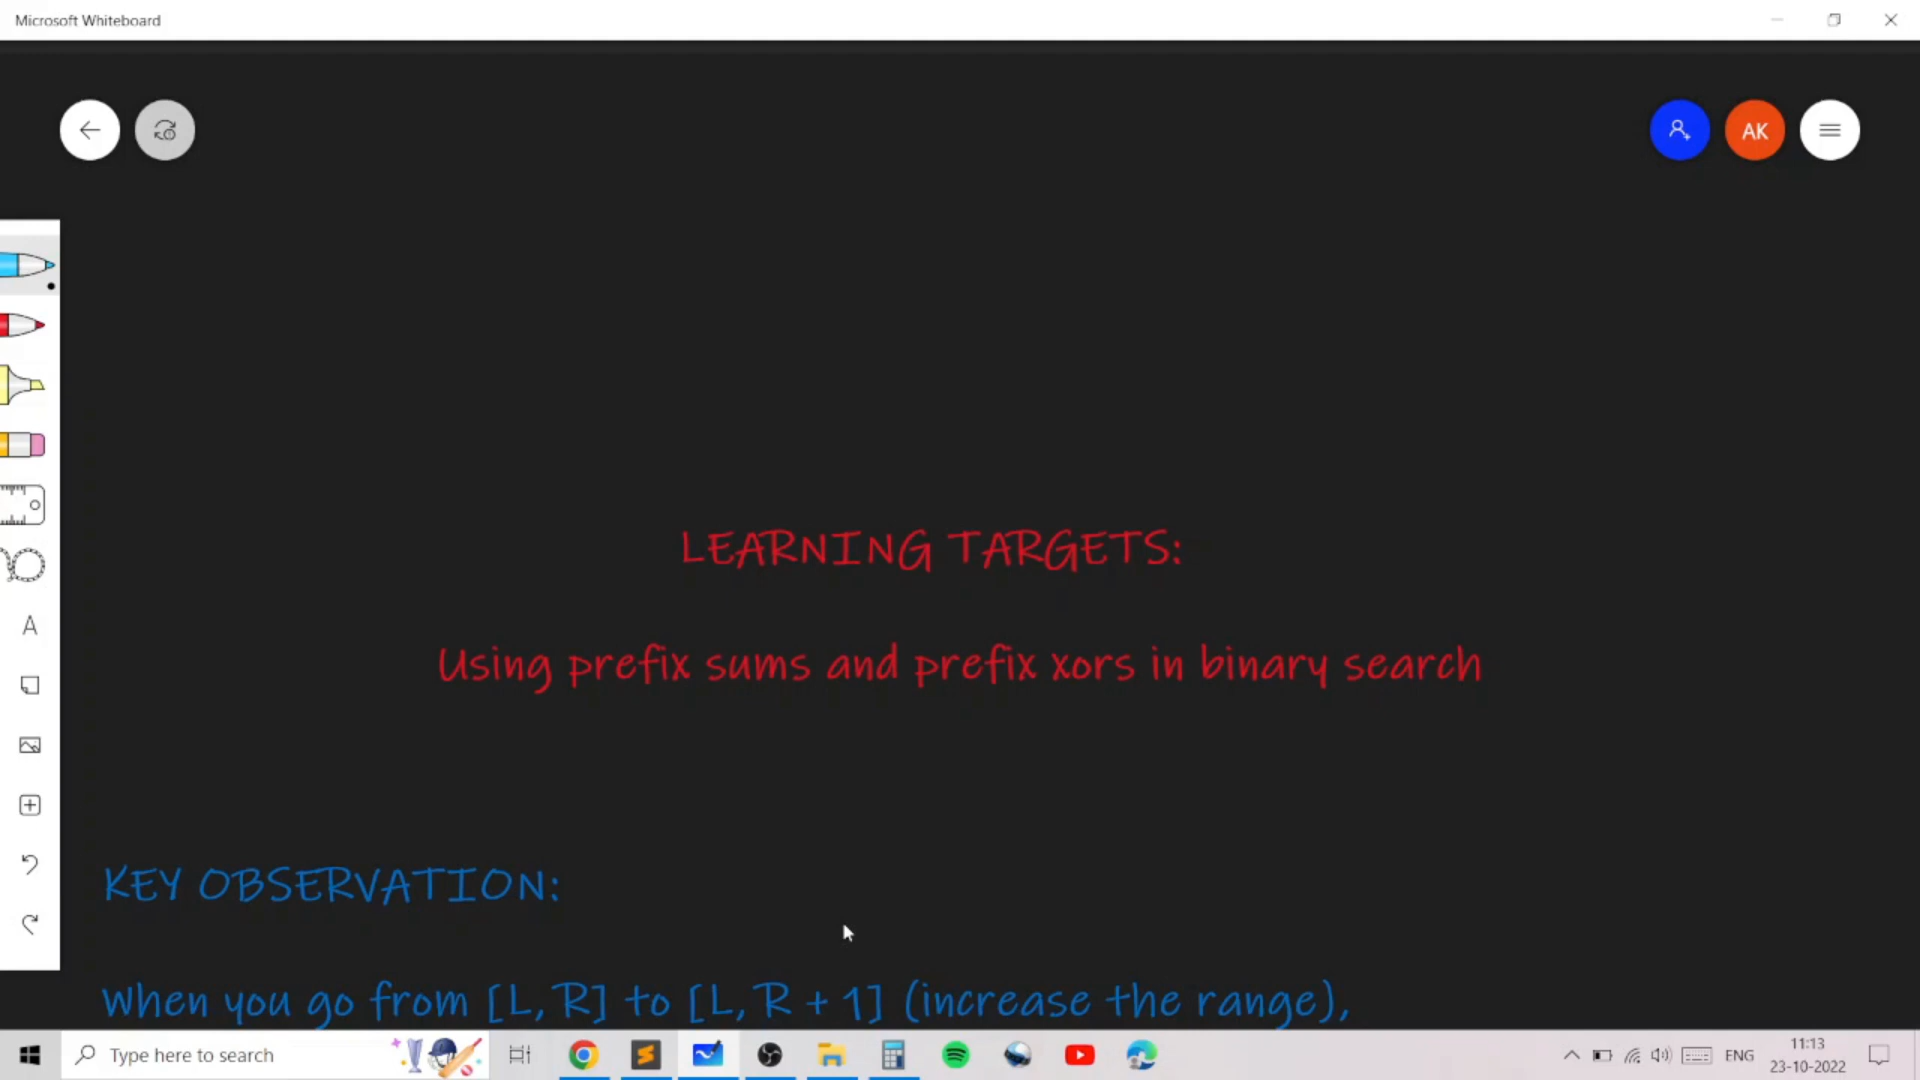 Microsoft Whiteboard
AK
LEARNING TARGETS:
Using prefix sums and prefix xors in binary search
KEY OBSERVATION:
When you go from [L, R] to [L, R + 1] (increase the range),
A
Type here to search
ENG
11:13
23-10-2022